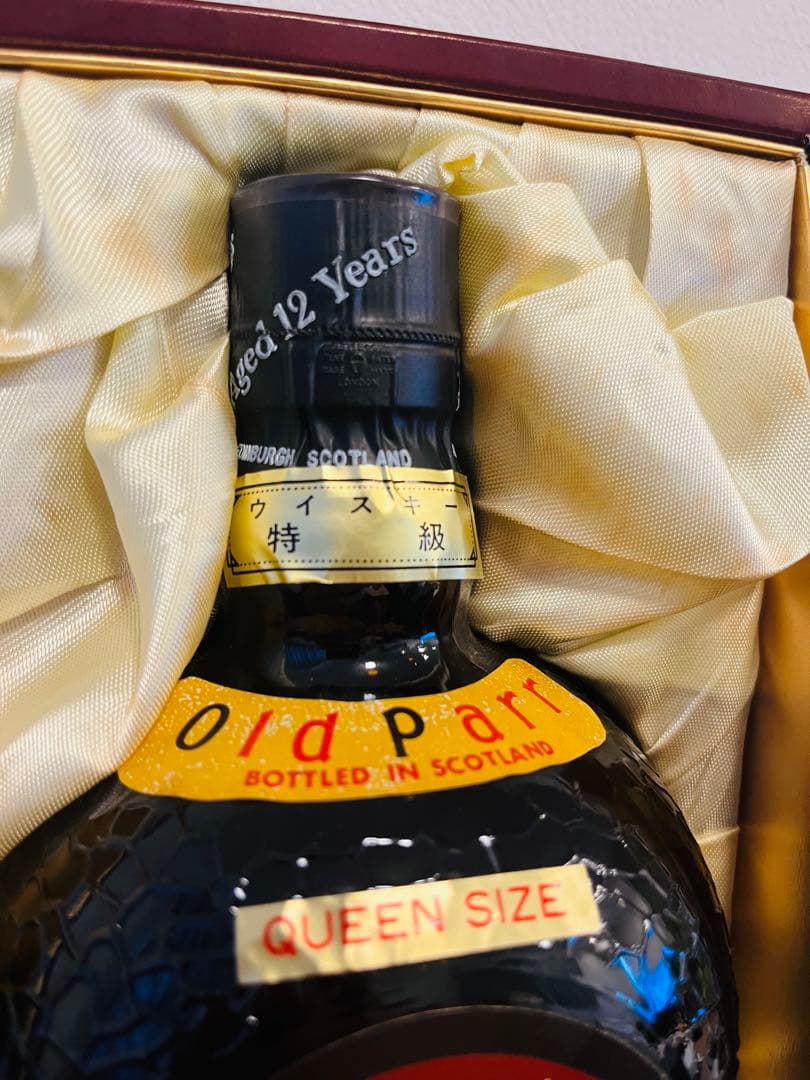 Aged 12 Years
LONDON
EDINBURGH SCOTLAND
ウイスキー
特級
Old Parr
BOTTLED IN SCOTLAND
QUEEN SIZE